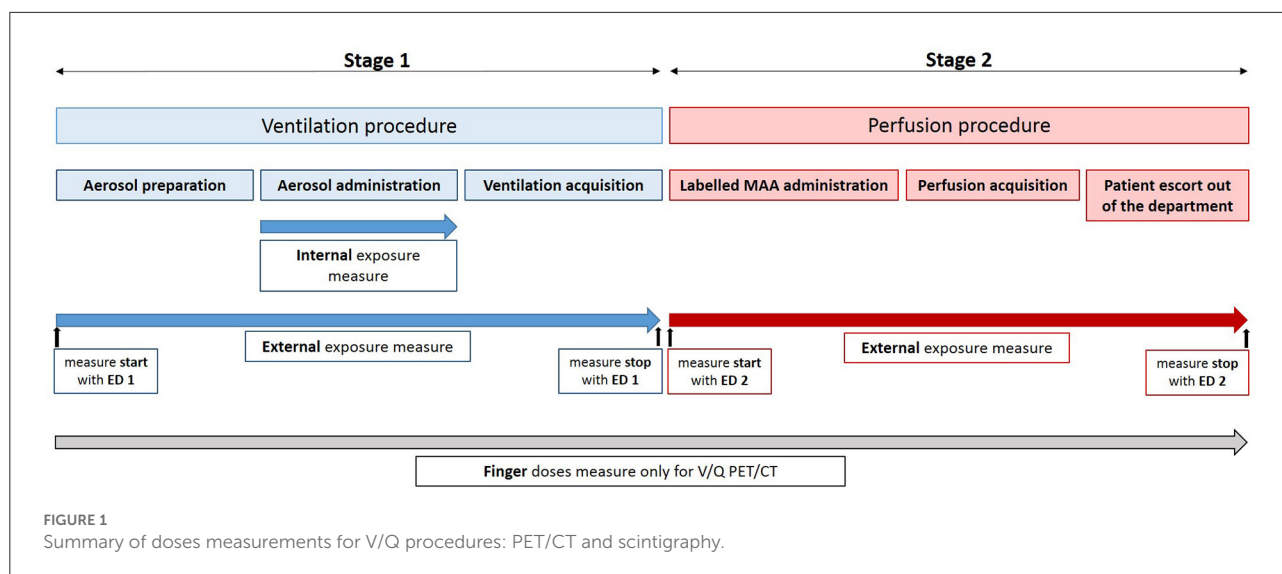 Stage 1
Stage 2
Ventilation procedure
Perfusion procedure
Aerosol preparation
Aerosol administration
Ventilation acquisition
Labelled MAA administration
Perfusion acquisition
Patient escort out
of the department
Internal exposure
measure
External exposure measure
External exposure measure
measure start
with ED 1
measure stop
with ED 1
measure start
with ED 2
measure stop
with ED 2
Finger doses measure only for V/Q PET/CT
FIGURE 1
Summary of doses measurements for V/Q procedures: PET/CT and scintigraphy.